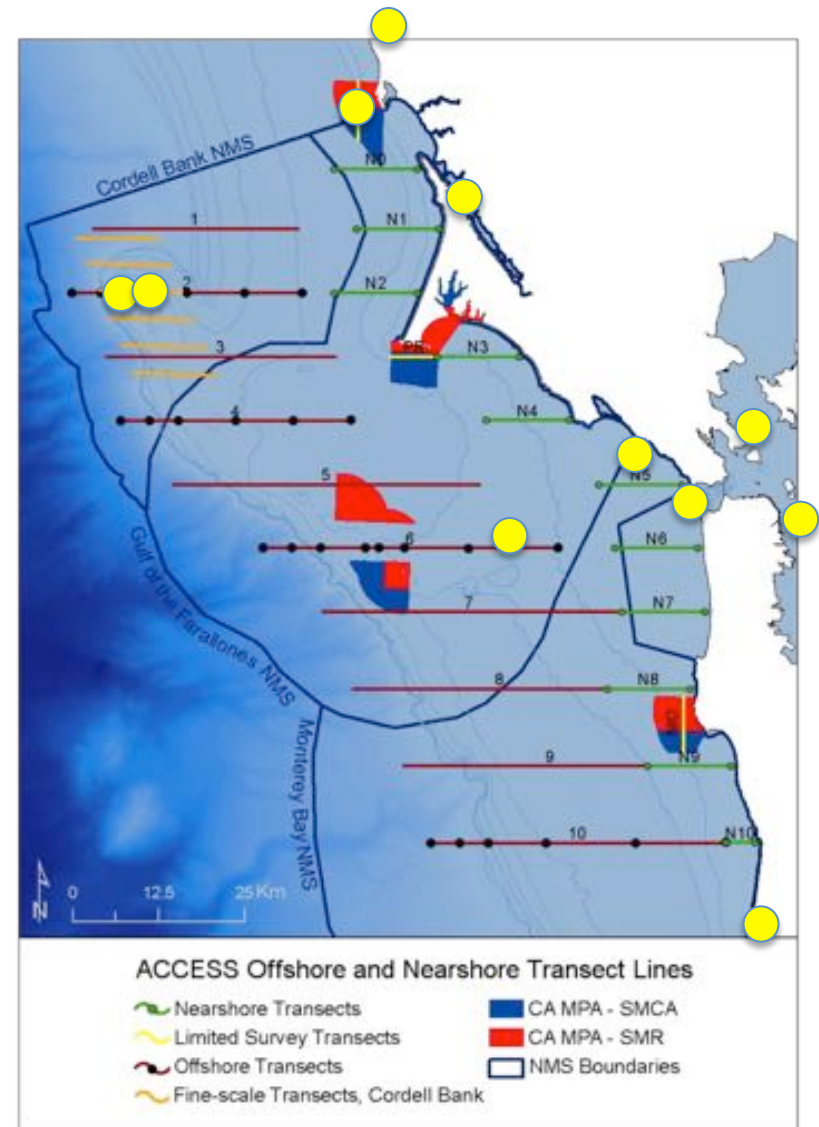 Cordell Bank NMS
N0
1
N1
2
N2
3
PR
N3
4
N4
5
N5
6
N6
7
N7
Gulf of the Farallones NMS
8
N8
Monterey Bay NMS
9
N9
10
N10
N
0 12.5 25 Km
ACCESS Offshore and Nearshore Transect Lines
Nearshore Transects
CA MPA - SMCA
Limited Survey Transects
CA MPA - SMR
Offshore Transects
NMS Boundaries
Fine-scale Transects, Cordell Bank